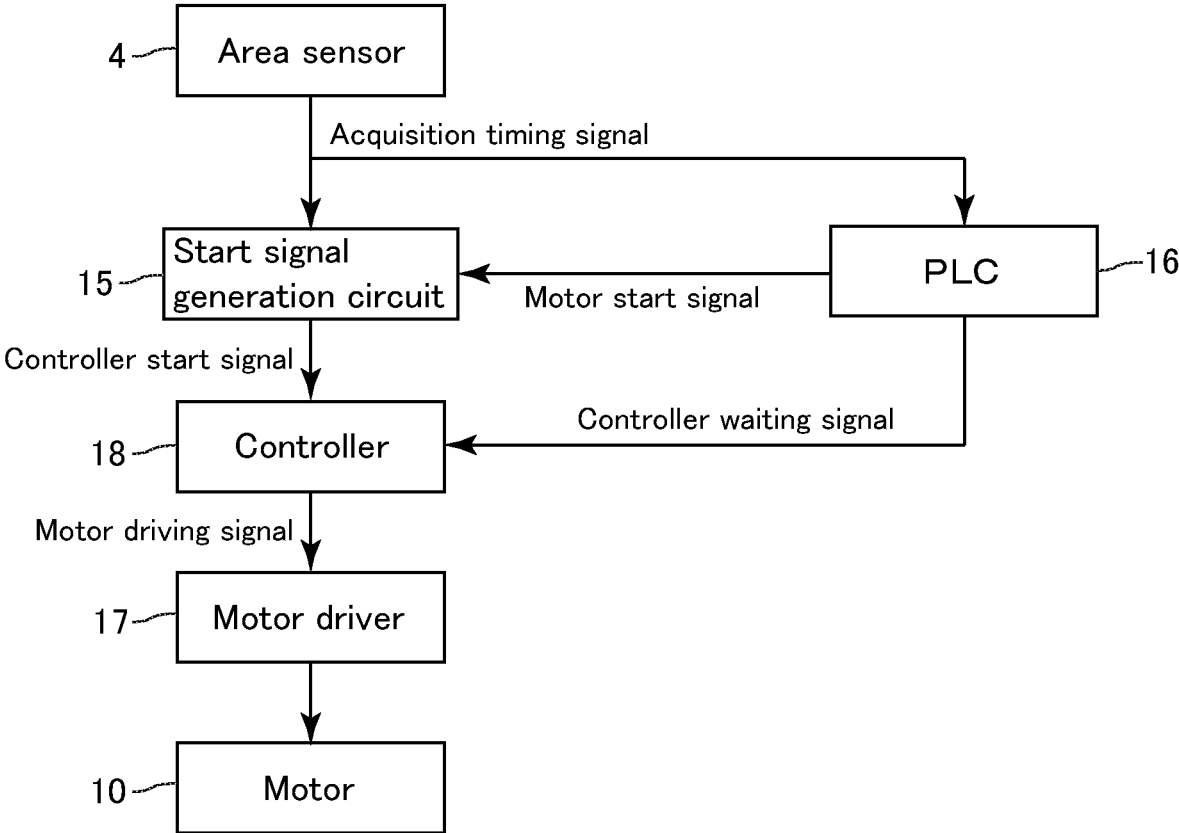 4
Area sensor
Acquisition timing signal
15
Start signal
generation circuit
Motor start signal
PLC
16
Controller start signal
18
Controller
Controller waiting signal
Motor driving signal
17
Motor driver
10
Motor